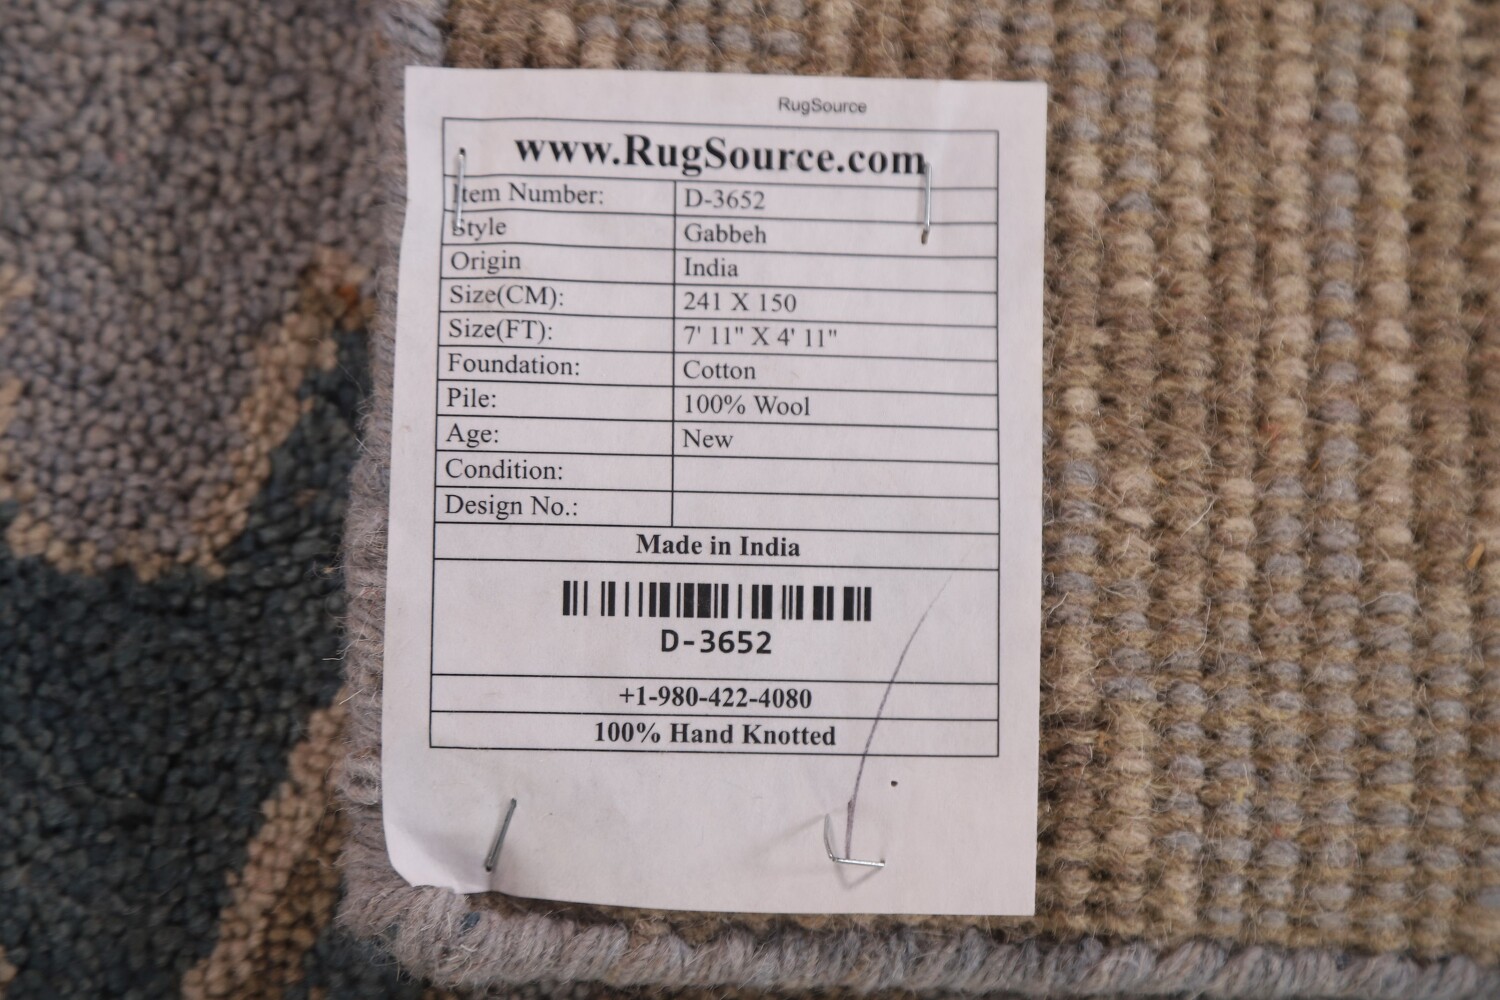 RugSource
www.RugSource.com
Item Number: D-3652
Style Gabbeh
Origin India
Size(CM): 241 X 150
Size(FT): 7' 11" X 4' 11"
Foundation: Cotton
Pile: 100% Wool
Age: New
Condition:
Design No.:
Made in India
D-3652
+1-980-422-4080
100% Hand Knotted